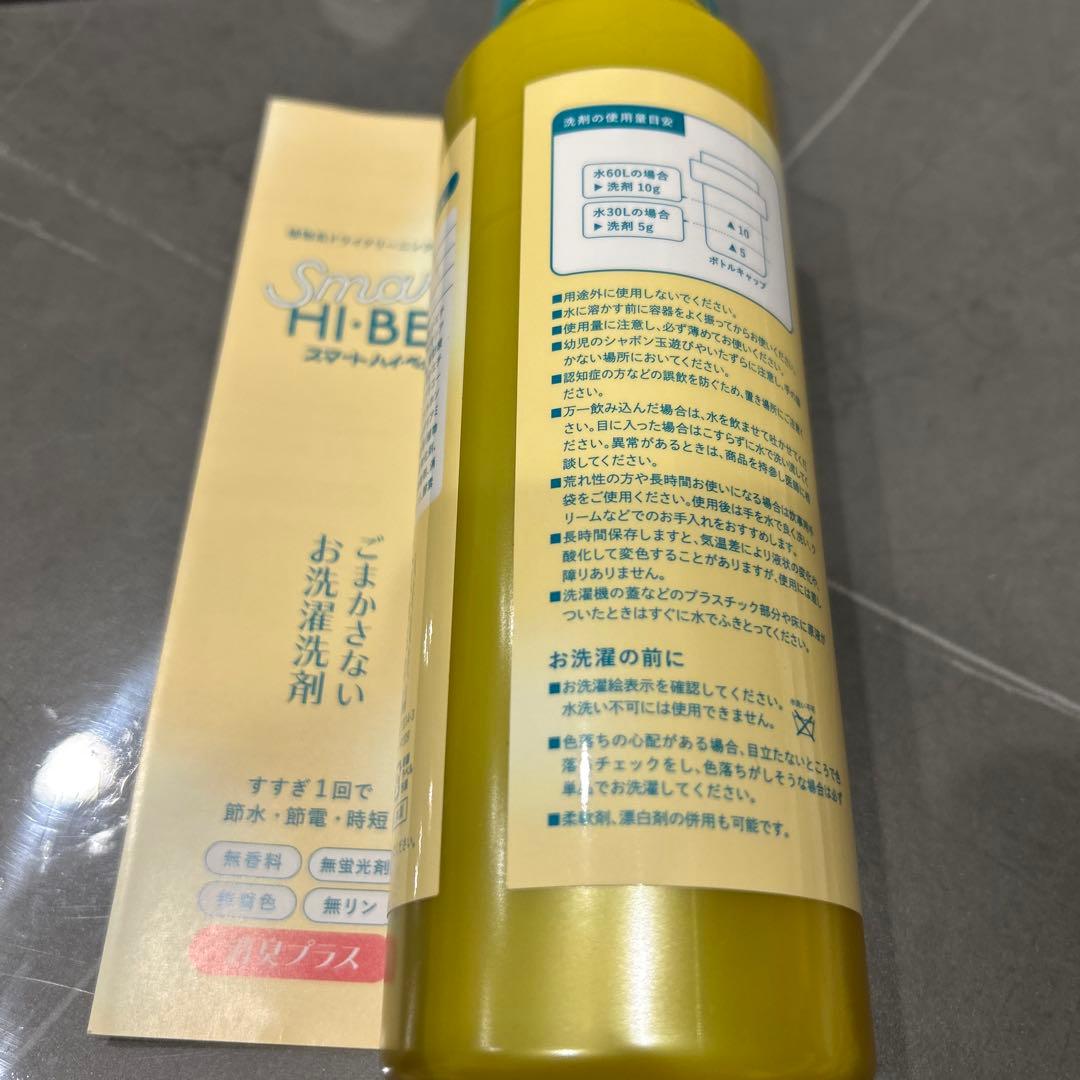 Smar
HI・BE
スマートハイ・ベ
ごまかさない
お洗濯洗剤
すすぎ1回で
節水・節電・時短
無香料
無蛍光剤
無着色
無リン
消臭プラス
洗剤の使用量目安
水60Lの場合
▶ 洗剤 10g
水30Lの場合
▶ 洗剤 5g
▲10
▲5
ボトルキャップ
■用途外に使用しないでください。
■水に溶かす前に容器をよく振ってからお使いください。
■使用量に注意し、必ず薄めてお使いください。
■幼児のシャボン玉遊びやいたずらに注意し、手の届
かない場所においてください。
■認知症の方などの誤飲を防ぐため、置き場所にご注意く
ださい。
■万一飲み込んだ場合は、水を飲ませて吐かせてくだ
さい。目に入った場合はこすらずに水で洗い流してく
ださい。異常があるときは、商品を持参し医師に相
談してください。
■荒れ性の方や長時間お使いになる場合は炊事用手
袋をご使用ください。使用後は手を水で良く洗い、ク
リームなどでのお手入れをおすすめします。
■長時間保存しますと、気温差により液状の変化や
酸化して変色することがありますが、使用には差し
障りありません。
■洗濯機の蓋などのプラスチック部分や床に原液が
ついたときはすぐに水でふきとってください。
お洗濯の前に
■お洗濯絵表示を確認してください。
水洗い不可には使用できません。
水洗い不可
■色落ちの心配がある場合、目立たないところで色
落ちチェックをし、色落ちがしそうな場合は必ず
単品でお洗濯してください。
■柔軟剤、漂白剤の併用も可能です。